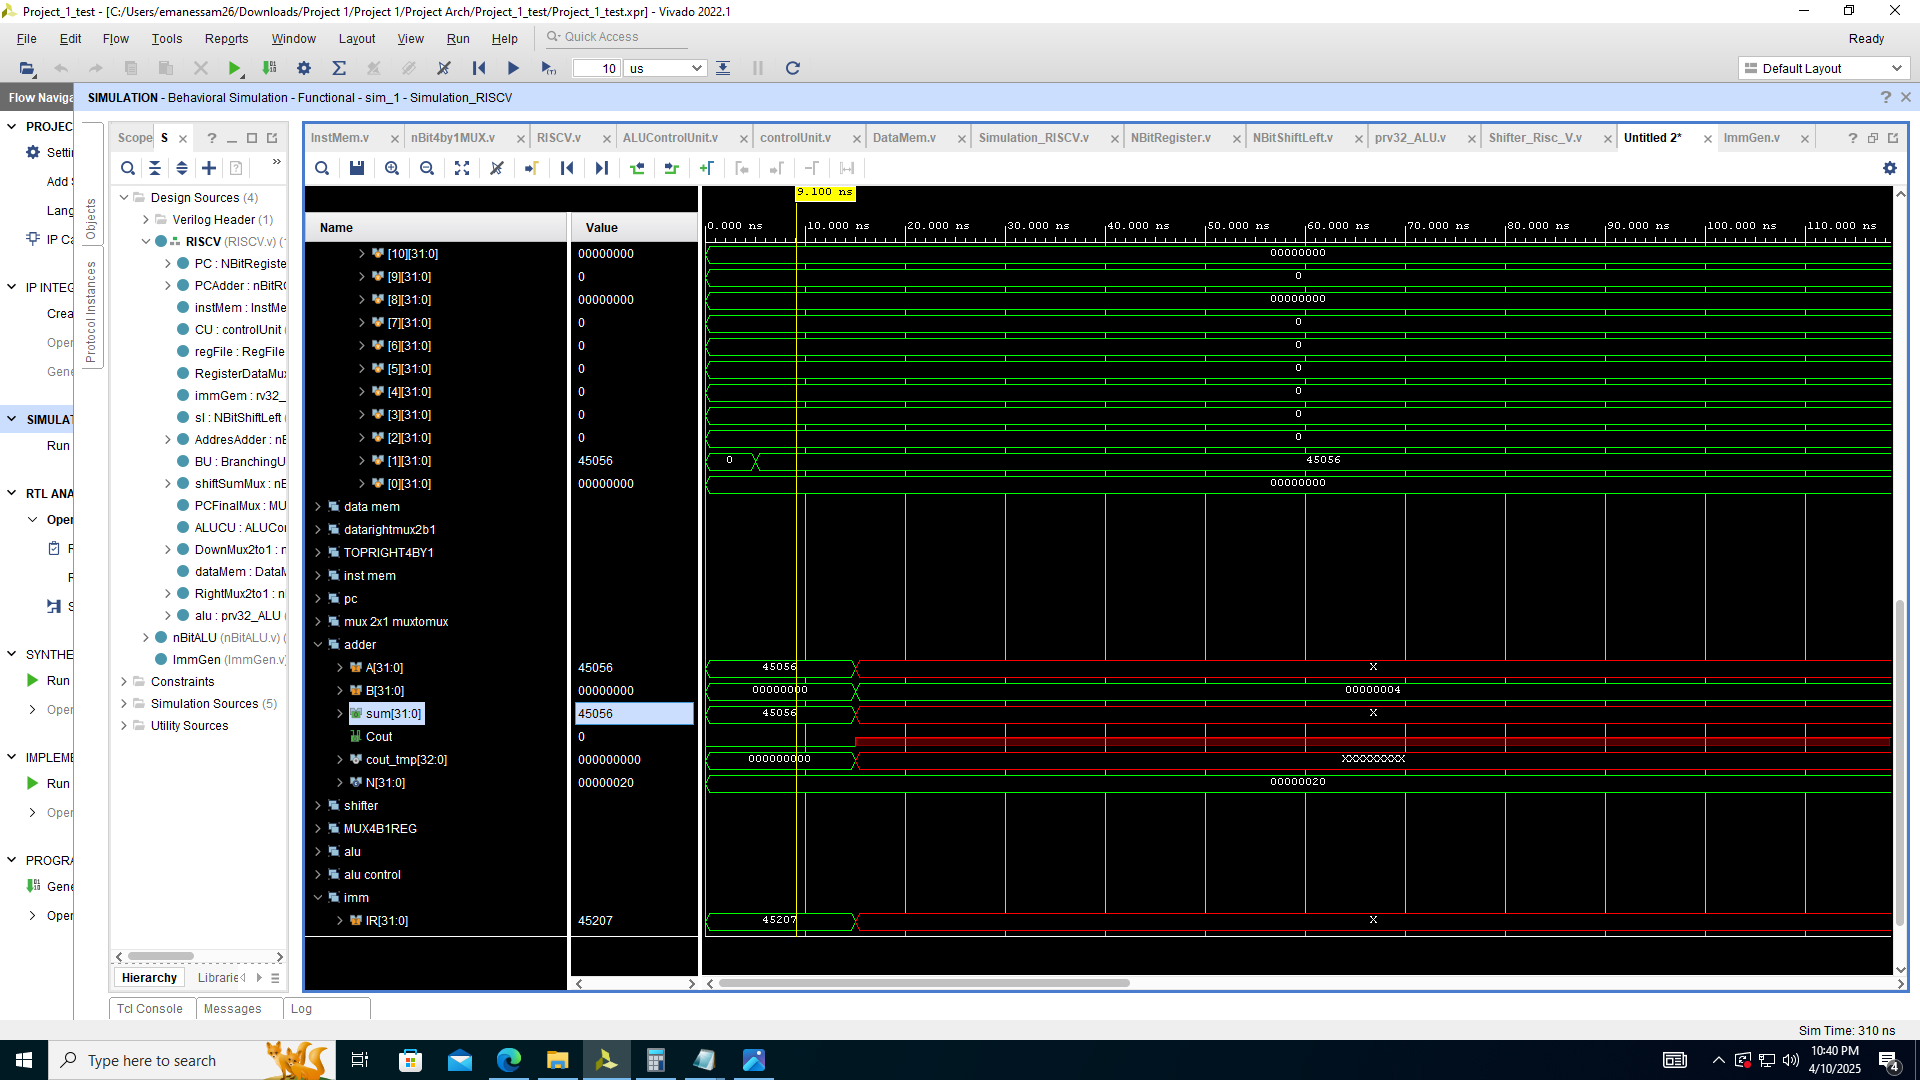 Project_1_test - [C:/Users/emanessam26/Downloads/Project 1/Project 1/Project Arch/Project_1_test/Project_1_test.xpr] - Vivado 2022.1
File Edit Flow Tools Reports Window Layout View Run Help Quick Access Ready
10 us Default Layout
Flow Naviga SIMULATION - Behavioral Simulation - Functional - sim_1 - Simulation_RISCV
PROJEC
Settin
Add S
Lang
IP Ca
IP INTEG
Crea
Open
Gene
SIMULAT
Run
RTL ANA
Oper
R
R
S
SYNTHE
Run
Oper
IMPLEME
Run
Oper
PROGRA
Gene
Oper
Objects
Protocol Instances
Scope S
Design Sources (4)
Verilog Header (1)
RISCV (RISCV.v) (
PC : NBitRegiste
PCAdder : nBitRC
instMem : InstMe
CU : controlUnit
regFile : RegFile
RegisterDataMux
immGem : rv32_
sl : NBitShiftLeft
AddresAdder : nB
BU : BranchingU
shiftSumMux : nB
PCFinalMux : MU
ALUCU : ALUCon
DownMux2to1 : n
dataMem : DataM
RightMux2to1 : n
alu : prv32_ALU
nBitALU (nBitALU.v) (
ImmGen (ImmGen.v)
Constraints
Simulation Sources (5)
Utility Sources
Hierarchy Librarie
InstMem.v nBit4by1MUX.v RISCV.v ALUControlUnit.v controlUnit.v DataMem.v Simulation_RISCV.v NBitRegister.v NBitShiftLeft.v prv32_ALU.v Shifter_Risc_V.v Untitled 2* ImmGen.v
9.100 ns
Name Value 0.000 ns 10.000 ns 20.000 ns 30.000 ns 40.000 ns 50.000 ns 60.000 ns 70.000 ns 80.000 ns 90.000 ns 100.000 ns 110.000 ns
[10][31:0] 00000000 00000000
[9][31:0] 0 0
[8][31:0] 00000000 00000000
[7][31:0] 0 0
[6][31:0] 0 0
[5][31:0] 0 0
[4][31:0] 0 0
[3][31:0] 0 0
[2][31:0] 0 0
[1][31:0] 45056 0 45056
[0][31:0] 00000000 00000000
data mem
datarightmux2b1
TOPRIGHT4BY1
inst mem
pc
mux 2x1 muxtomux
adder
A[31:0] 45056 45056 X
B[31:0] 00000000 00000000 00000004
sum[31:0] 45056 45056 X
Cout 0
cout_tmp[32:0] 000000000 000000000 XXXXXXXXX
N[31:0] 00000020 00000020
shifter
MUX4B1REG
alu
alu control
imm
IR[31:0] 45207 45207 X
Tcl Console Messages Log
Sim Time: 310 ns
Type here to search
10:40 PM
4/10/2025
4